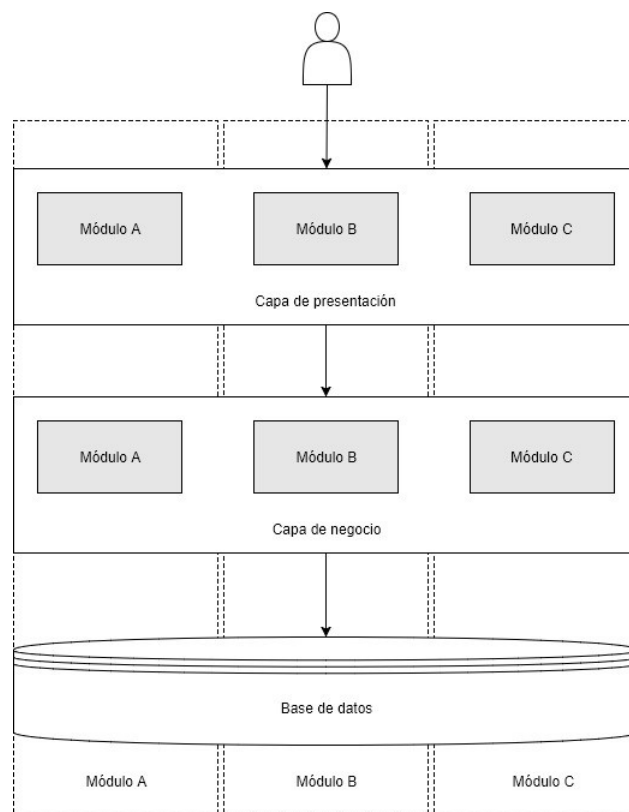 Módulo A
Módulo B
Módulo C
Capa de presentación
Módulo A
Módulo B
Módulo C
Capa de negocio
Base de datos
Módulo A
Módulo B
Módulo C